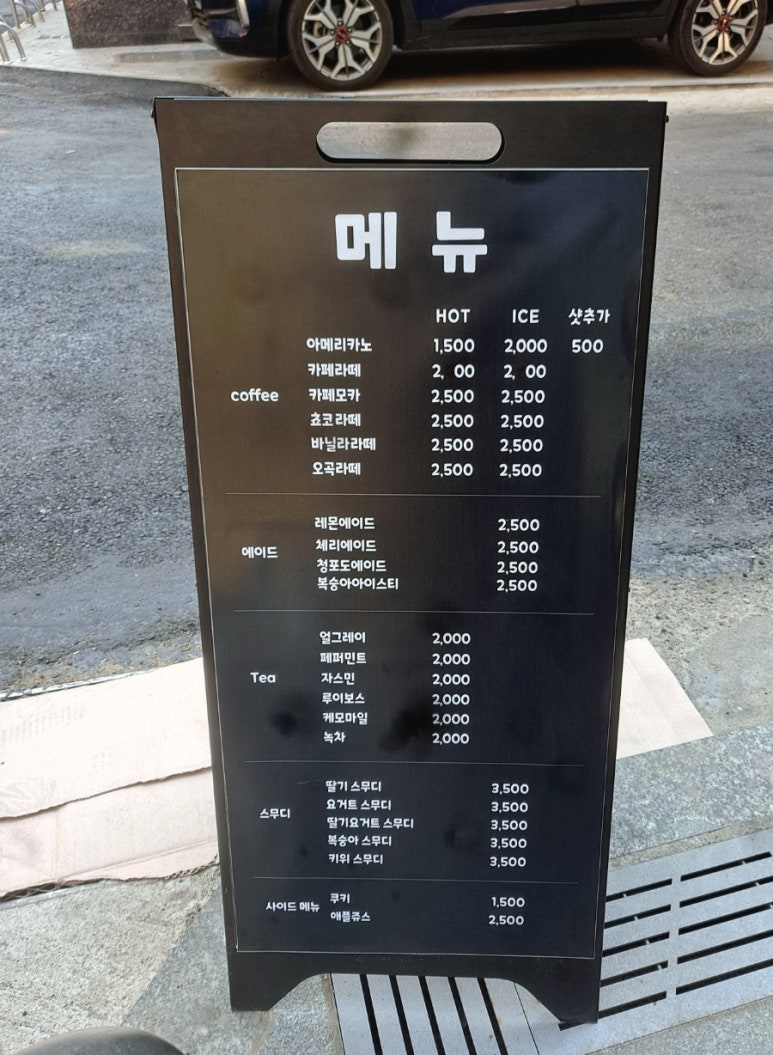 메뉴
HOT ICE 샷추가
아메리카노 1,500 2,000 500
카페라떼
coffee 카페모카 2,500 2,500
쵸코라떼 2,500 2,500
바닐라라떼 2,500 2,500
오곡라떼 2,500 2,500
레몬에이드 2,500
에이드 체리에이드 2,500
청포도에이드 2,500
복숭아아이스티 2,500
얼그레이 2,000
페퍼민트 2,000
Tea 자스민 2,000
루이보스 2,000
케모마일 2,000
녹차 2,000
딸기 스무디 3,500
요거트 스무디 3,500
스무디 딸기요거트 스무디 3,500
복숭아 스무디 3,500
키위 스무디 3,500
사이드 메뉴 쿠키 1,500
애플쥬스 2,500